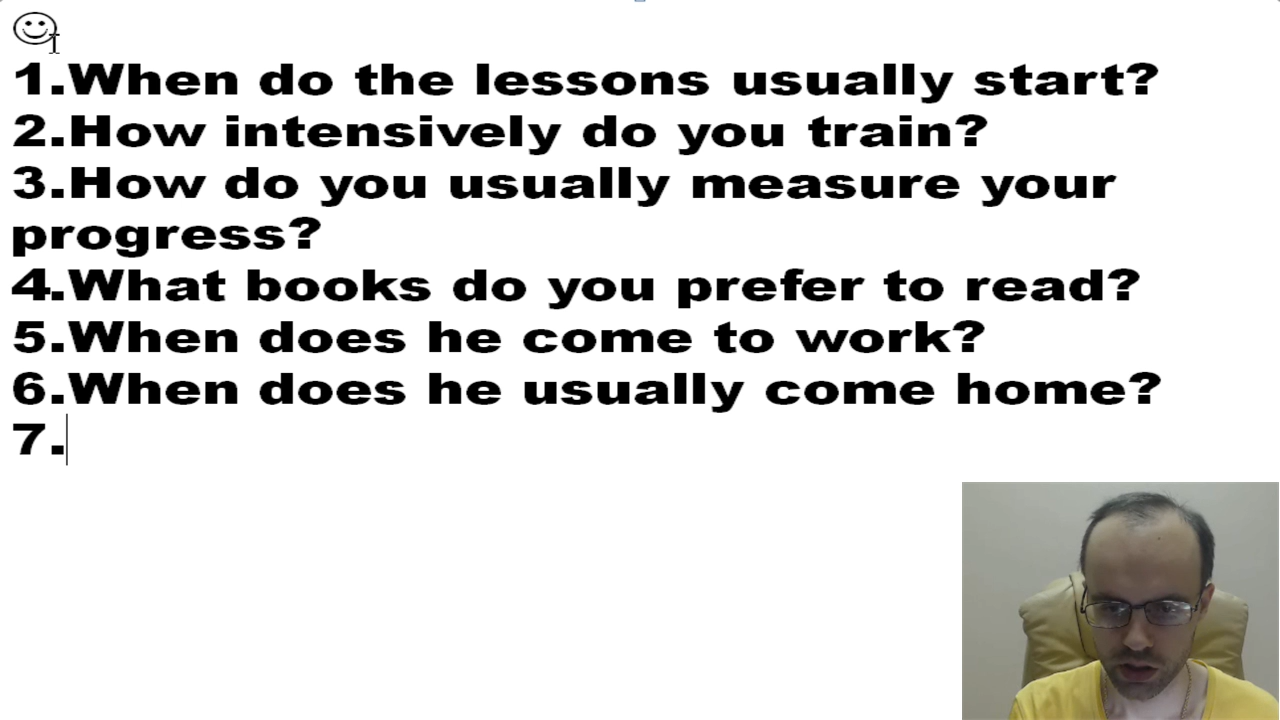 1.When do the lessons usually start?
2.How intensively do you train?
3.How do you usually measure your
progress?
4.What books do you prefer to read?
5.When does he come to work?
6.When does he usually come home?
7.